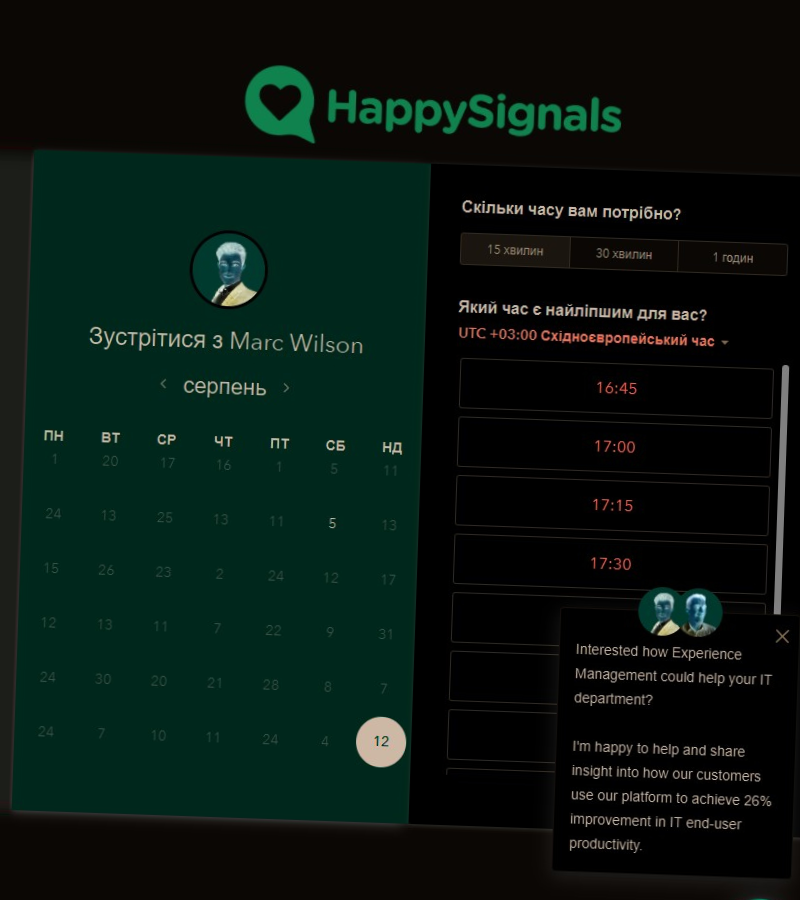 HappySignals
Зустрітися з Marc Wilson
серпень
ПН ВТ СР ЧТ ПТ СБ НД
1 20 17 16 1 5 11
24 13 25 13 11 5 13
15 26 23 2 24 12 17
12 13 11 7 22 9 31
24 30 20 21 28 8 7
24 7 10 11 24 4 12
Скільки часу вам потрібно?
15 хвилин 30 хвилин 1 годин
Який час є найліпшим для вас?
UTC +03:00 Східноєвропейський час
16:45
17:00
17:15
17:30
Interested how Experience
Management could help your IT
department?
I'm happy to help and share
insight into how our customers
use our platform to achieve 26%
improvement in IT end-user
productivity.